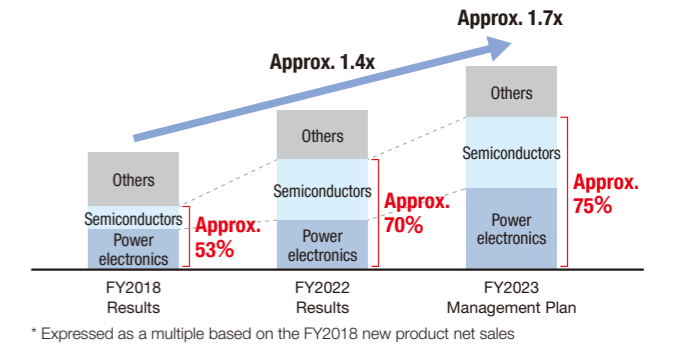 Approx. 1.7x
Approx. 1.4x
Others
Semiconductors
Power
electronics
Approx.
53%
Others
Semiconductors
Power
electronics
Approx.
70%
Others
Semiconductors
Power
electronics
Approx.
75%
FY2018
Results
FY2022
Results
FY2023
Management Plan
* Expressed as a multiple based on the FY2018 new product net sales